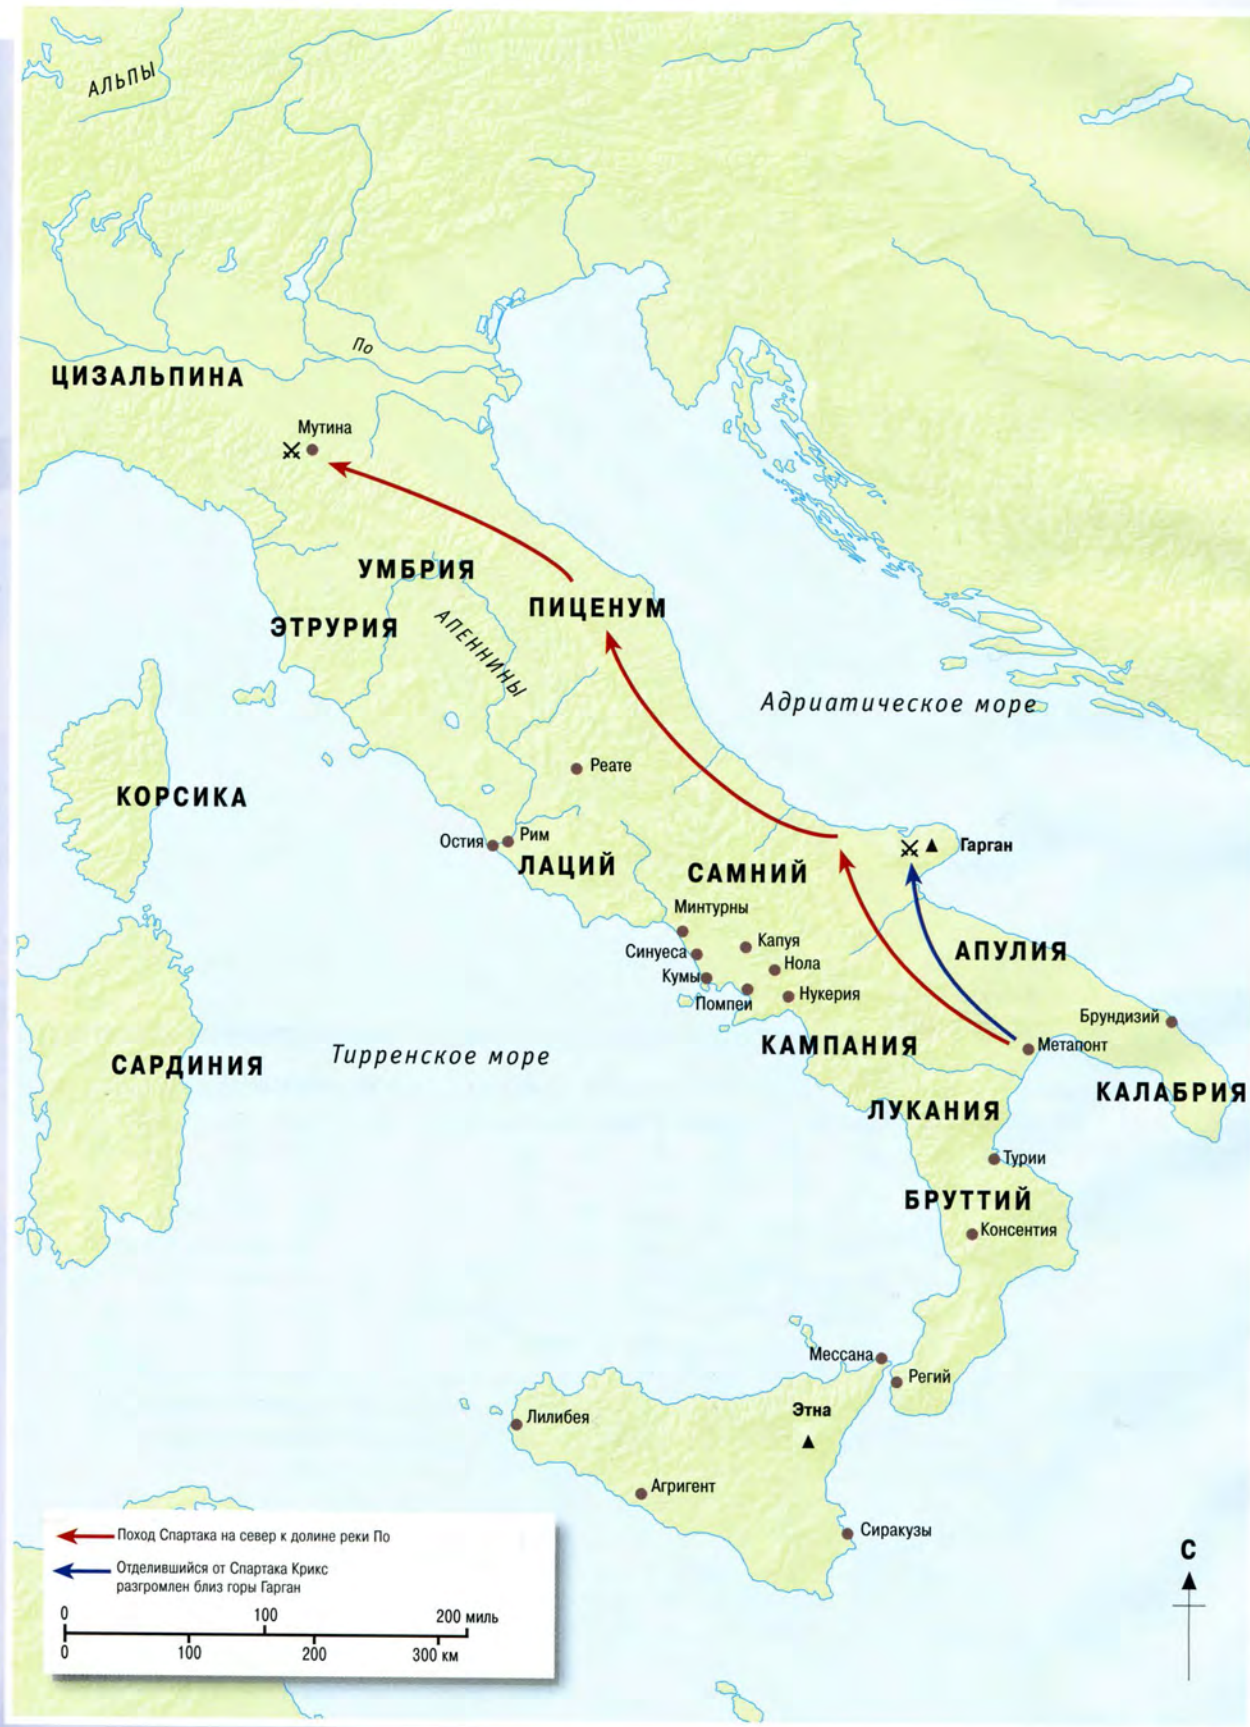 АЛЬПЫ
По
ЦИЗАЛЬПИНА
Мутина
УМБРИЯ
ПИЦЕНУМ
ЭТРУРИЯ
АПЕННИНЫ
Адриатическое море
Реате
КОРСИКА
Остия
Рим
Гарган
ЛАЦИЙ
САМНИЙ
Минтурны
Капуя
Синуеса
АПУЛИЯ
Нола
Кумы
Помпеи
Нукерия
Брундизий
КАМПАНИЯ
Метапонт
Тирренское море
САРДИНИЯ
КАЛАБРИЯ
ЛУКАНИЯ
Турии
БРУТТИЙ
Консентия
Мессана
Регий
Этна
Лилибея
Агригент
Сиракузы
Поход Спартака на север к долине реки По
Отделившийся от Спартака Крикс
разгромлен близ горы Гарган
0 100 200 миль
0 100 200 300 км
С